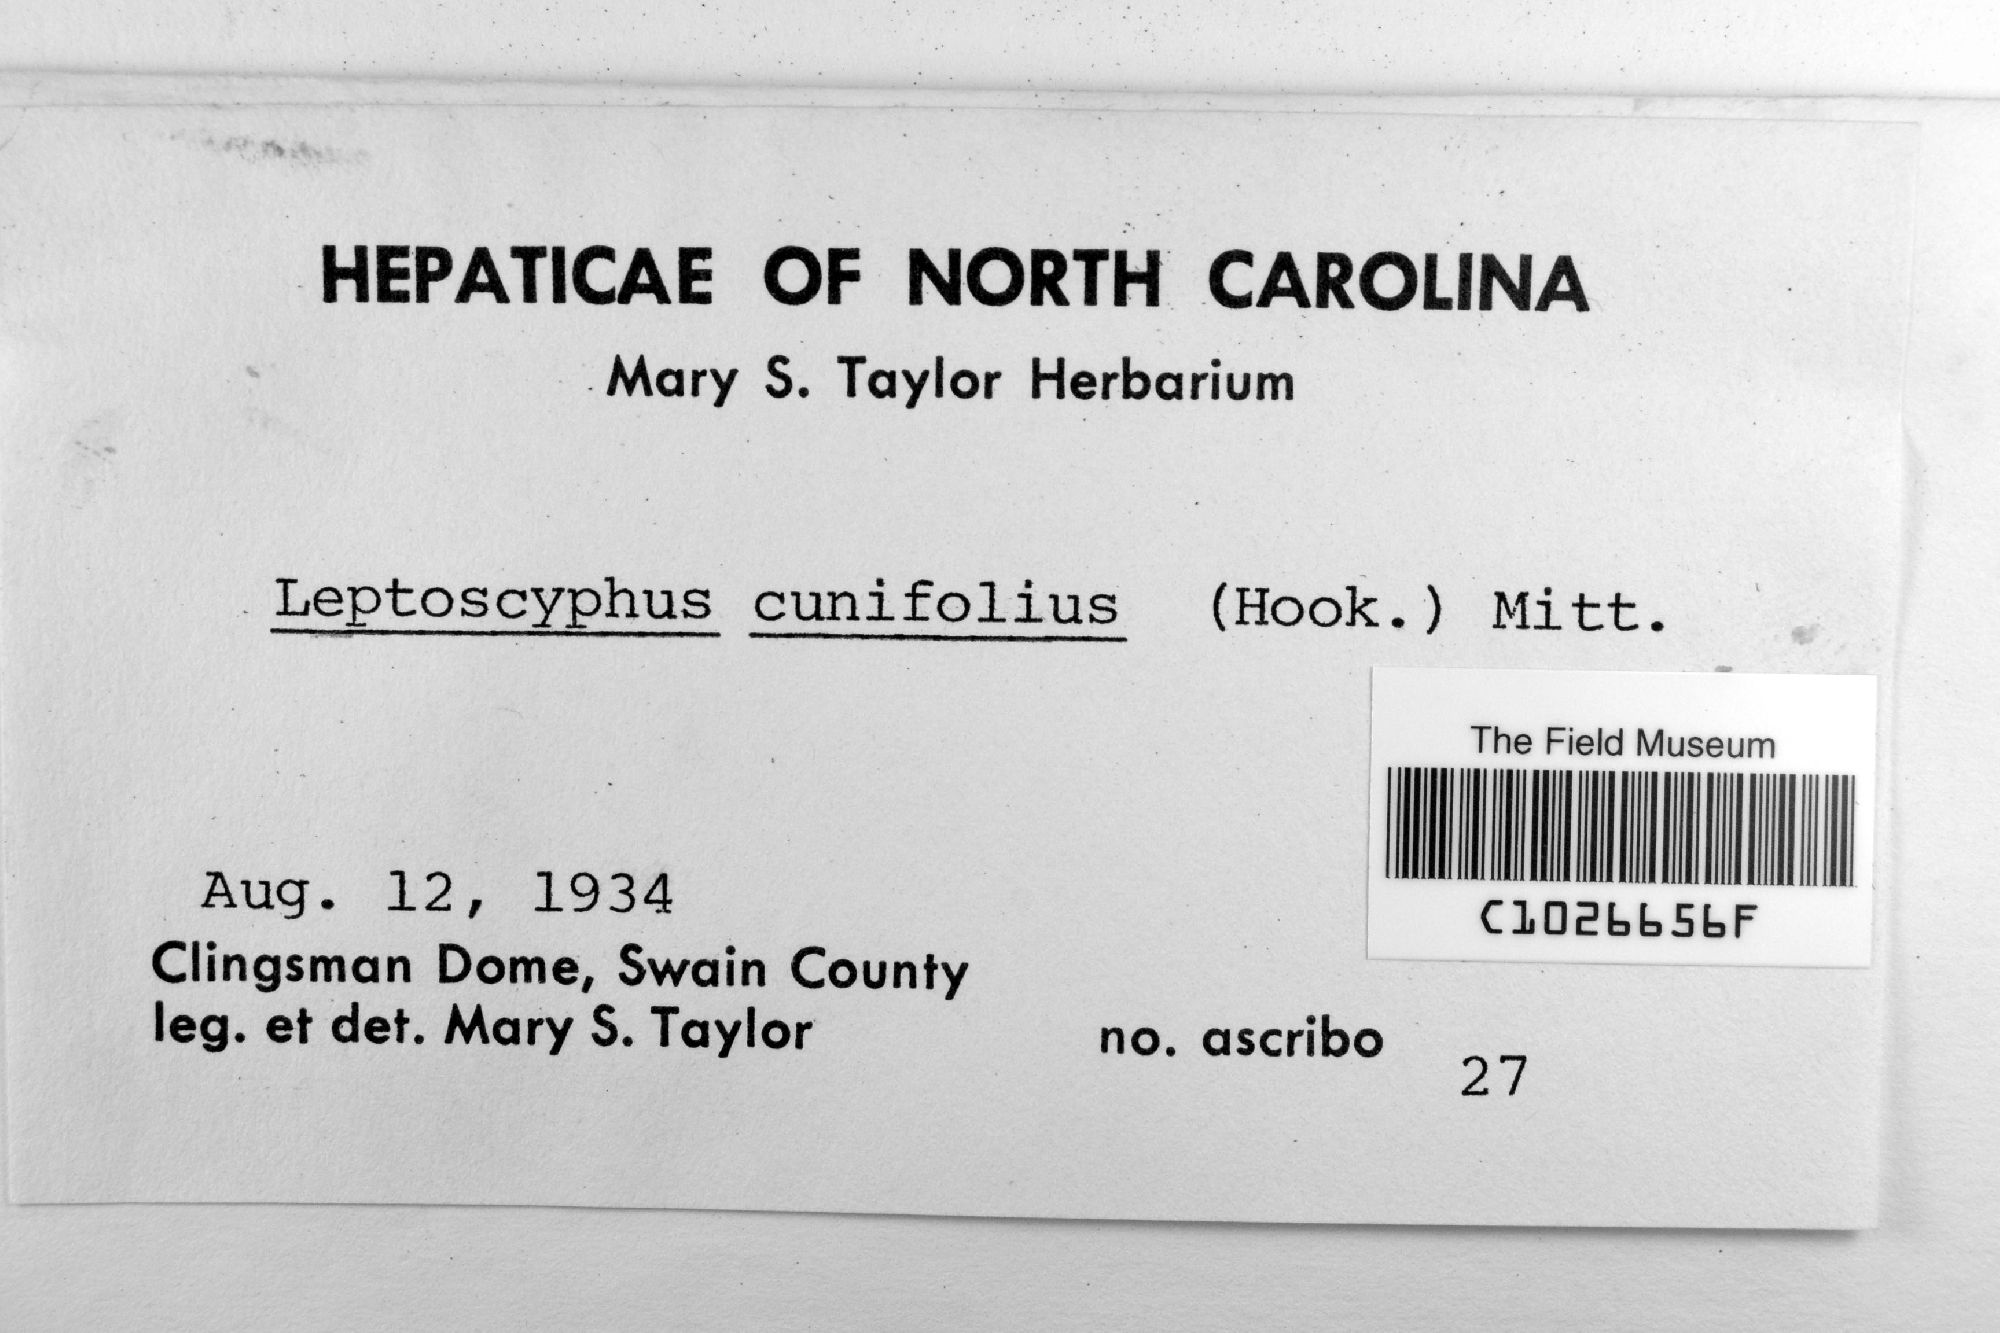 HEPATICAE OF NORTH CAROLINA
Mary S. Taylor Herbarium
Leptoscyphus cunifolius (Hook.) Mitt.
The Field Museum
C1026656F
Aug. 12, 1934
Clingsman Dome, Swain County
leg. et det. Mary S. Taylor
no. ascribo 27